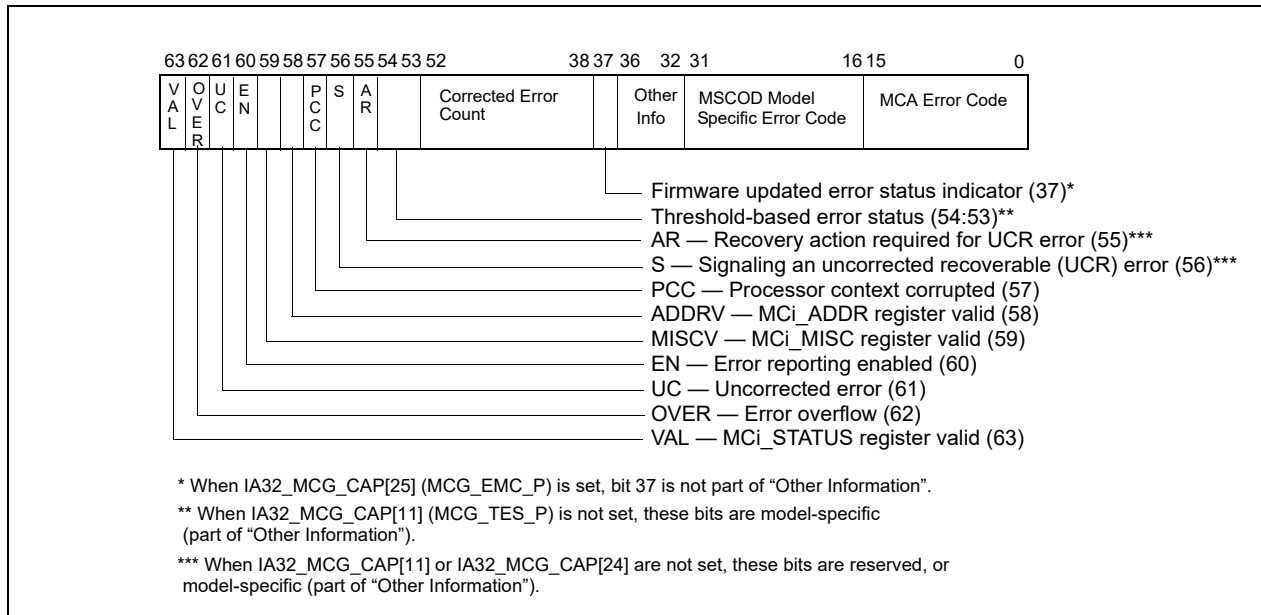 63 62 61 60 59 58 57 56 55 54 53 52 38 37 36 32 31 16 15 0
VAL
OVER
UC
EN
PCC
S
AR
Corrected Error
Count
Other
Info
MSCOD Model
Specific Error Code
MCA Error Code
Firmware updated error status indicator (37)*
Threshold-based error status (54:53)**
AR — Recovery action required for UCR error (55)***
S — Signaling an uncorrected recoverable (UCR) error (56)***
PCC — Processor context corrupted (57)
ADDRV — MCi_ADDR register valid (58)
MISCV — MCi_MISC register valid (59)
EN — Error reporting enabled (60)
UC — Uncorrected error (61)
OVER — Error overflow (62)
VAL — MCi_STATUS register valid (63)
* When IA32_MCG_CAP[25] (MCG_EMC_P) is set, bit 37 is not part of “Other Information”.
** When IA32_MCG_CAP[11] (MCG_TES_P) is not set, these bits are model-specific
(part of “Other Information”).
*** When IA32_MCG_CAP[11] or IA32_MCG_CAP[24] are not set, these bits are reserved, or
model-specific (part of “Other Information”).